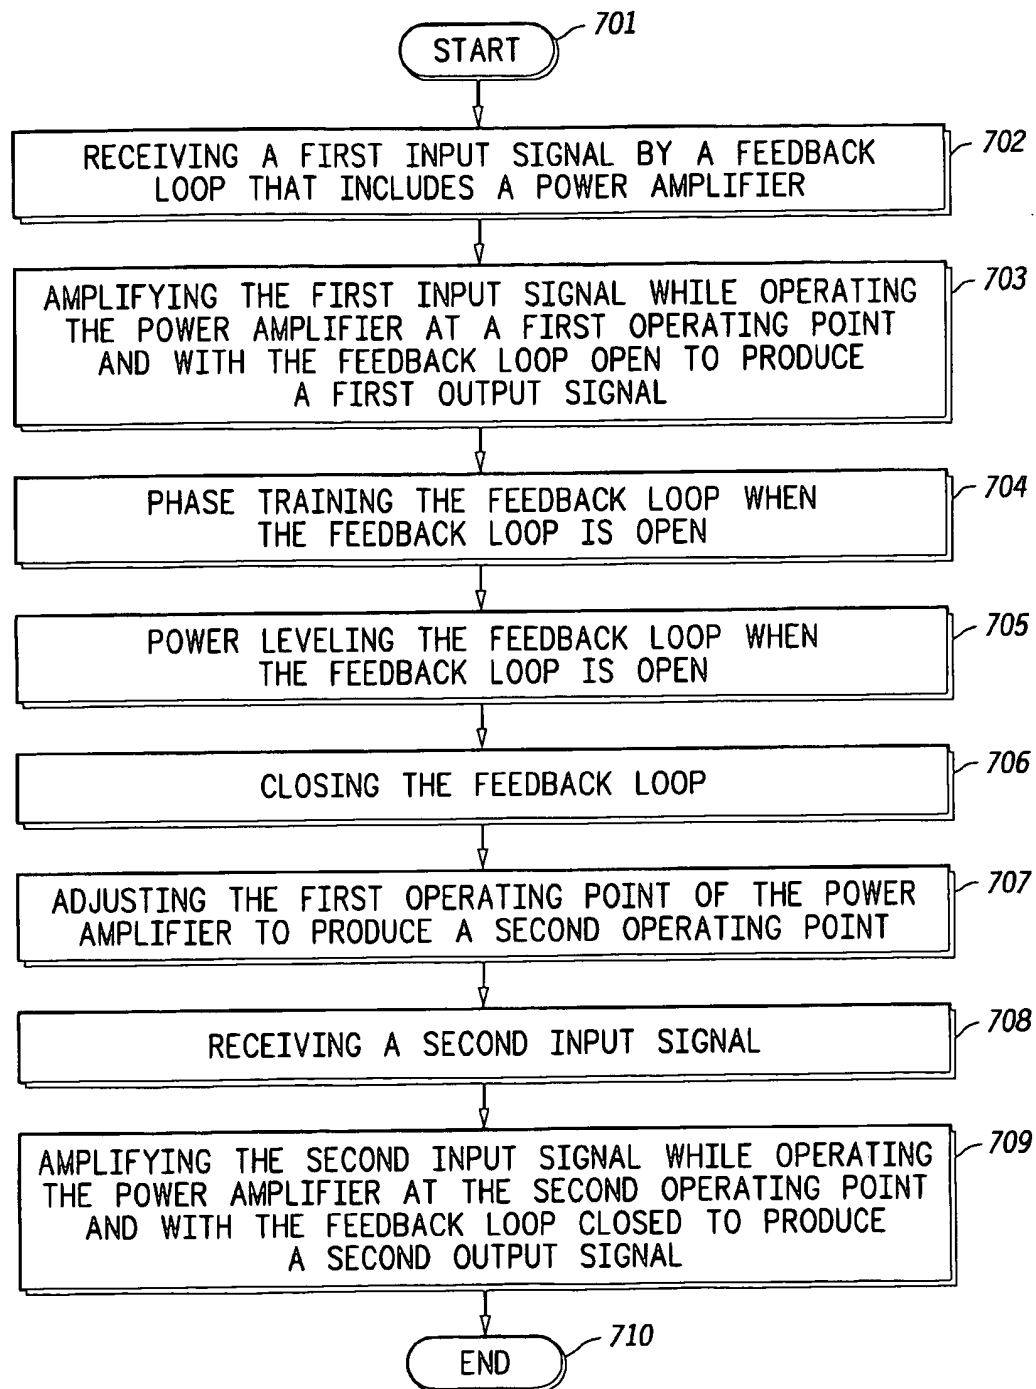 START
701
RECEIVING A FIRST INPUT SIGNAL BY A FEEDBACK
LOOP THAT INCLUDES A POWER AMPLIFIER
702
AMPLIFYING THE FIRST INPUT SIGNAL WHILE OPERATING
THE POWER AMPLIFIER AT A FIRST OPERATING POINT
AND WITH THE FEEDBACK LOOP OPEN TO PRODUCE
A FIRST OUTPUT SIGNAL
703
PHASE TRAINING THE FEEDBACK LOOP WHEN
THE FEEDBACK LOOP IS OPEN
704
POWER LEVELING THE FEEDBACK LOOP WHEN
THE FEEDBACK LOOP IS OPEN
705
CLOSING THE FEEDBACK LOOP
706
ADJUSTING THE FIRST OPERATING POINT OF THE POWER
AMPLIFIER TO PRODUCE A SECOND OPERATING POINT
707
RECEIVING A SECOND INPUT SIGNAL
708
AMPLIFYING THE SECOND INPUT SIGNAL WHILE OPERATING
THE POWER AMPLIFIER AT THE SECOND OPERATING POINT
AND WITH THE FEEDBACK LOOP CLOSED TO PRODUCE
A SECOND OUTPUT SIGNAL
709
END
710